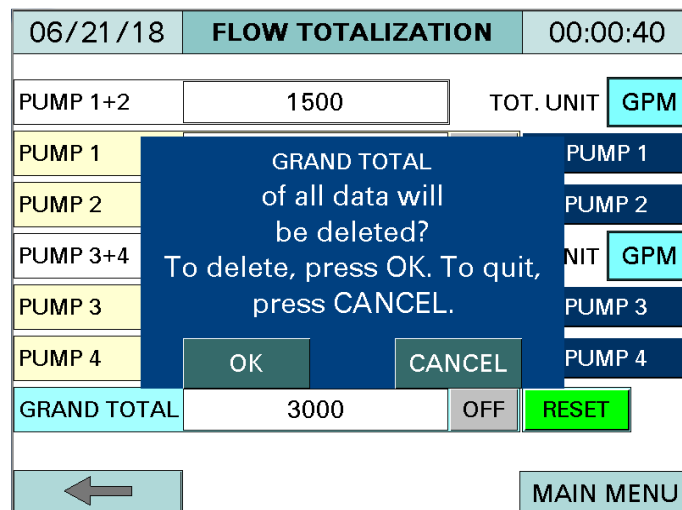 06/21/18 FLOW TOTALIZATION 00:00:40
PUMP 1+2 1500 TOT. UNIT GPM
PUMP 1 PUMP 1
PUMP 2 PUMP 2
PUMP 3+4 NIT GPM
PUMP 3 PUMP 3
PUMP 4 PUMP 4
GRAND TOTAL
of all data will
be deleted?
To delete, press OK. To quit,
press CANCEL.
OK CANCEL
GRAND TOTAL 3000 OFF RESET
MAIN MENU